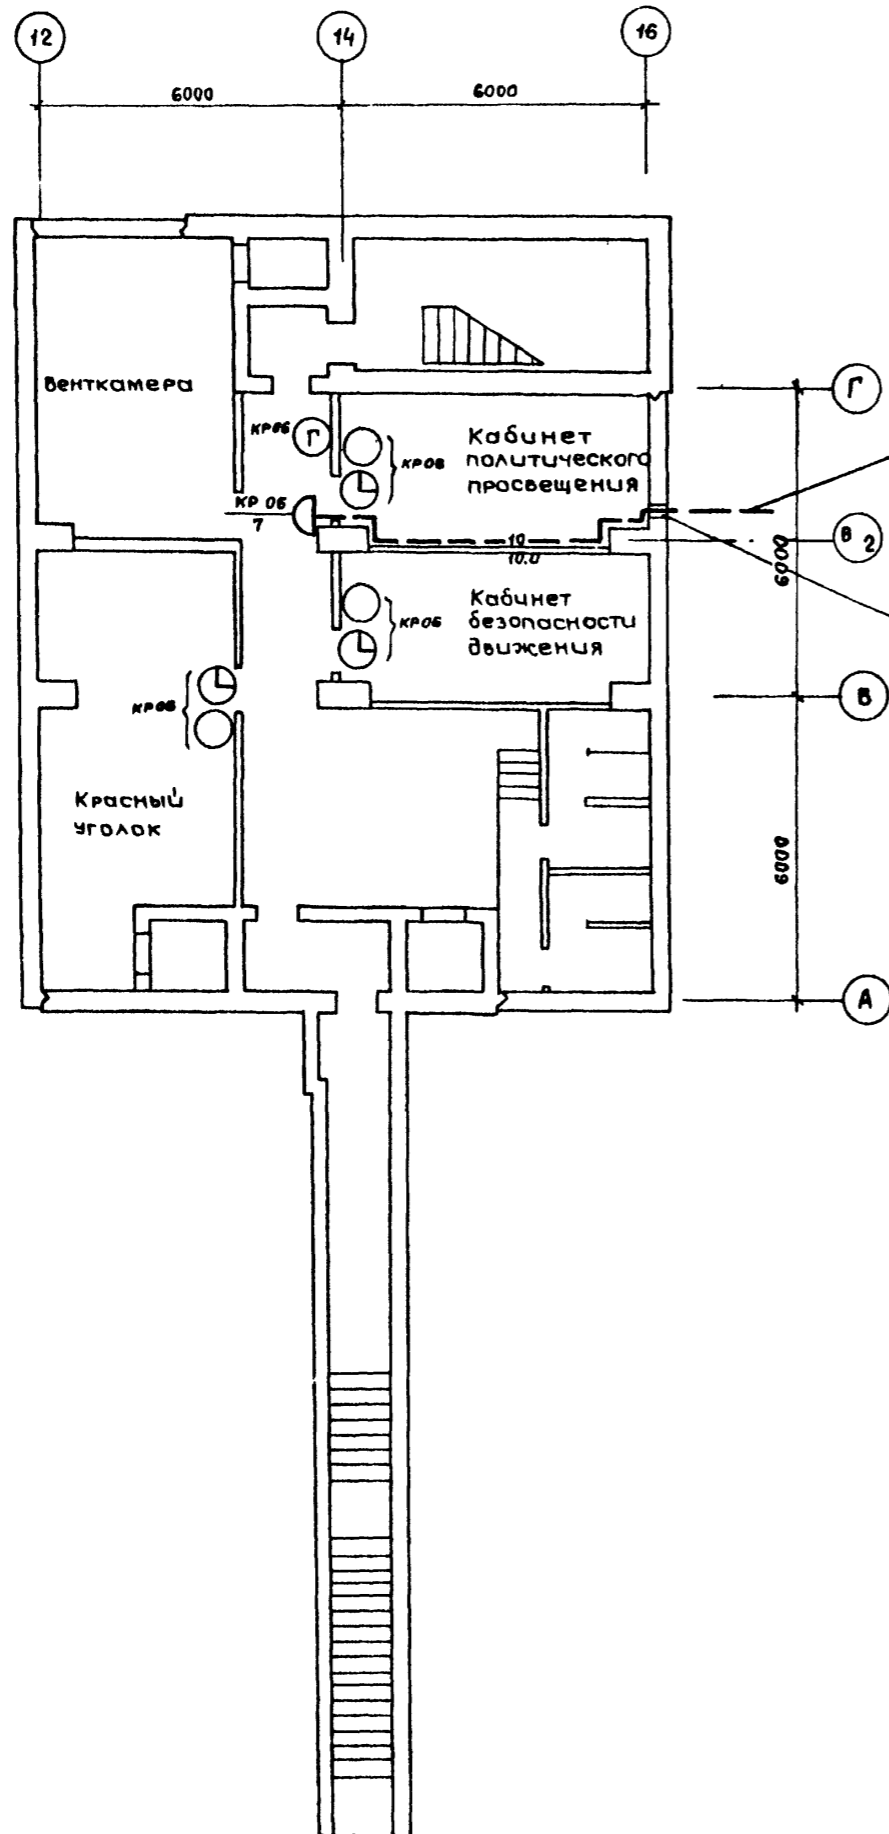 12
14
16
6000
6000
Венткамера
Г
КР06
Г
Кабинет
политического
просвещения
КР06
КР 06
7
10
10.0
В 2
6000
Кабинет
безопасности
движения
КР06
КР06
В
Красный
уголок
6000
А